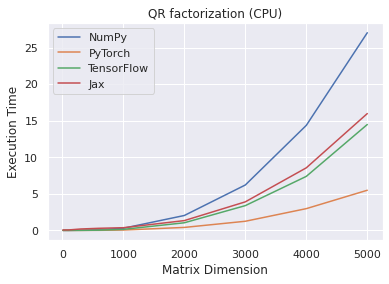 QR factorization (CPU)
NumPy
PyTorch
TensorFlow
Jax
Execution Time
25
20
15
10
5
0
0 1000 2000 3000 4000 5000
Matrix Dimension